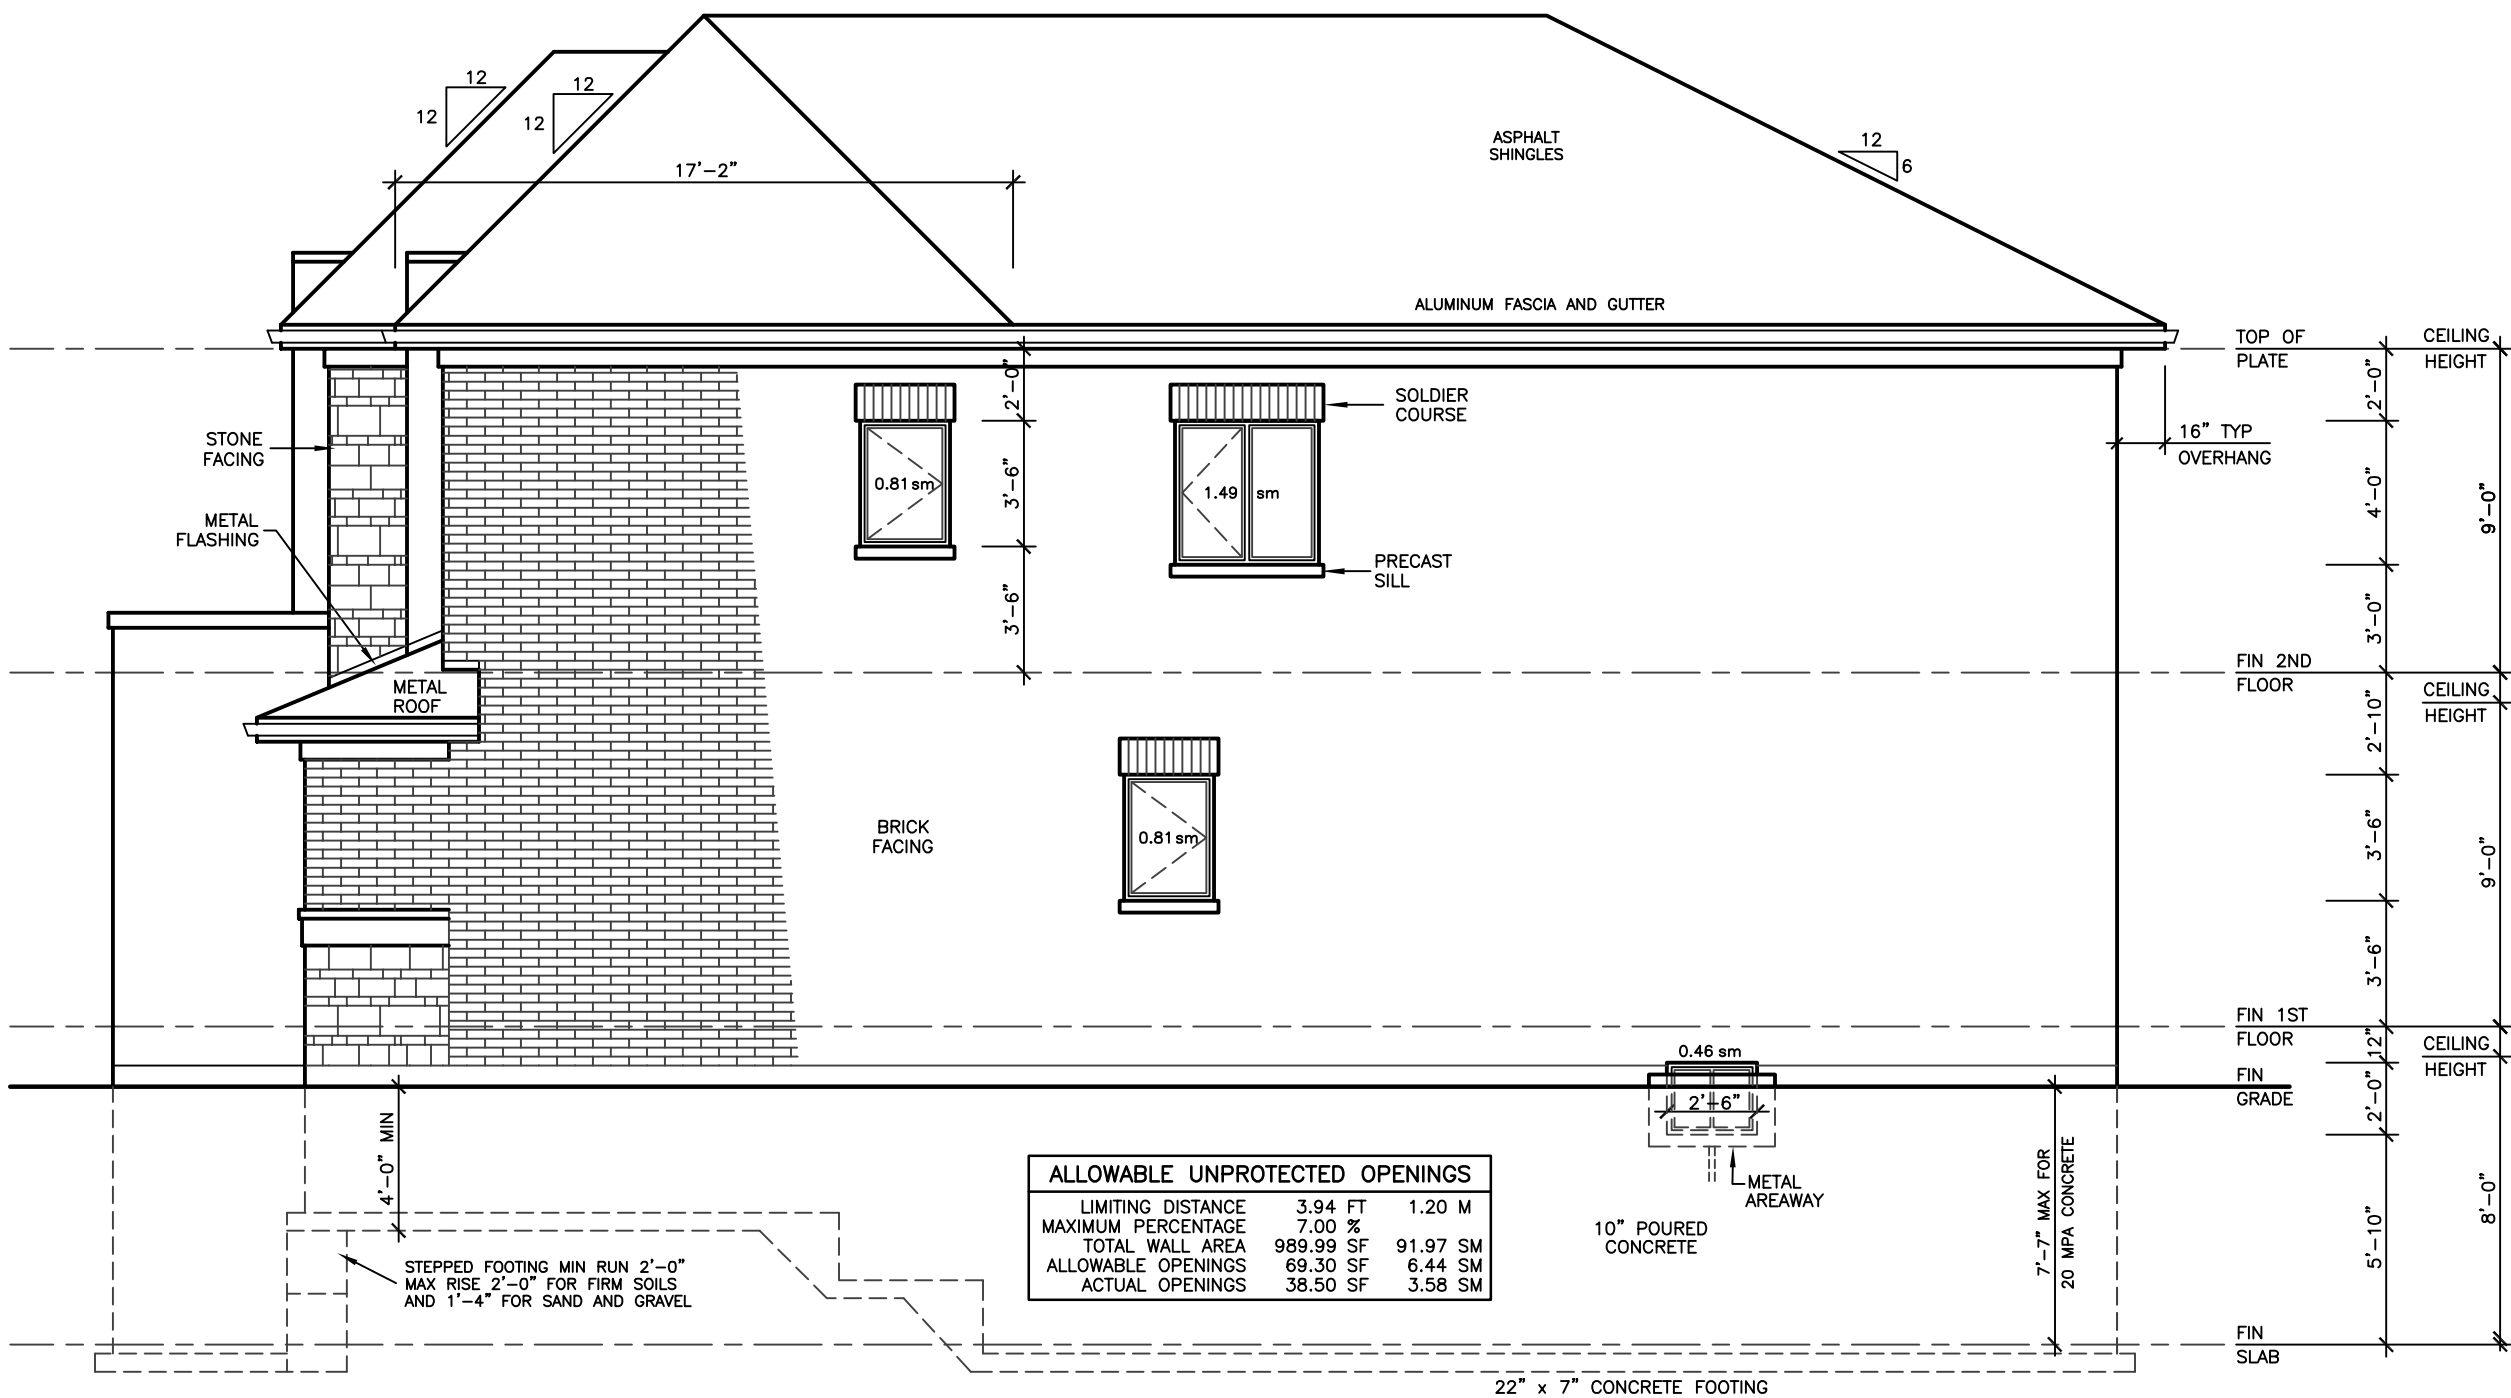 12
12
12
12
17'-2"
ASPHALT
SHINGLES
12
6
ALUMINUM FASCIA AND GUTTER
TOP OF
PLATE
CEILING
HEIGHT
2'-0"
2'-0"
SOLDIER
COURSE
16" TYP
OVERHANG
STONE
FACING
0.81 sm
3'-6"
1.49 sm
4'-0"
9'-0"
METAL
FLASHING
PRECAST
SILL
3'-6"
3'-0"
FIN 2ND
FLOOR
METAL
ROOF
CEILING
HEIGHT
2'-10"
BRICK
FACING
0.81 sm
3'-6"
9'-0"
3'-6"
FIN 1ST
FLOOR
12"
CEILING
HEIGHT
0.46 sm
FIN
GRADE
2'-6"
2'-0"
4'-0" MIN
METAL
AREAWAY
10" POURED
CONCRETE
7'-7" MAX FOR
20 MPA CONCRETE
5'-10"
8'-0"
ALLOWABLE UNPROTECTED OPENINGS
LIMITING DISTANCE 3.94 FT 1.20 M
MAXIMUM PERCENTAGE 7.00 %
TOTAL WALL AREA 989.99 SF 91.97 SM
ALLOWABLE OPENINGS 69.30 SF 6.44 SM
ACTUAL OPENINGS 38.50 SF 3.58 SM
STEPPED FOOTING MIN RUN 2'-0"
MAX RISE 2'-0" FOR FIRM SOILS
AND 1'-4" FOR SAND AND GRAVEL
FIN
SLAB
22" x 7" CONCRETE FOOTING